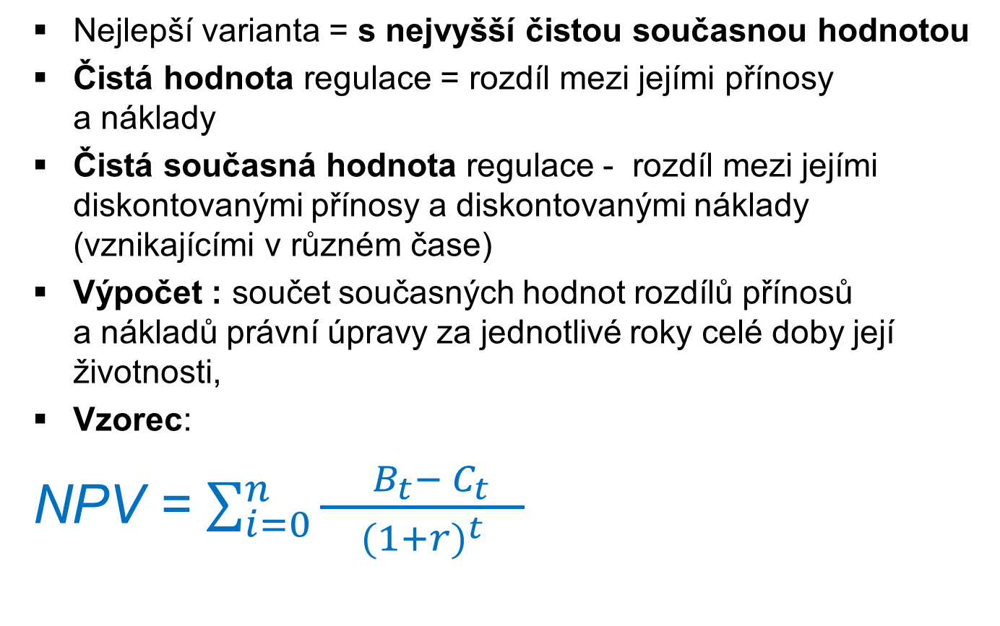 ▪ Nejlepší varianta = s nejvyšší čistou současnou hodnotou
▪ Čistá hodnota regulace = rozdíl mezi jejími přínosy
a náklady
▪ Čistá současná hodnota regulace -  rozdíl mezi jejími
diskontovanými přínosy a diskontovanými náklady
(vznikajícími v různém čase)
▪ Výpočet : součet současných hodnot rozdílů přínosů
a nákladů právní úpravy za jednotlivé roky celé doby její
životnosti,
▪ Vzorec:
NPV = ∑_{i=0}^{n} \frac{B_t − C_t}{(1+r)^t}